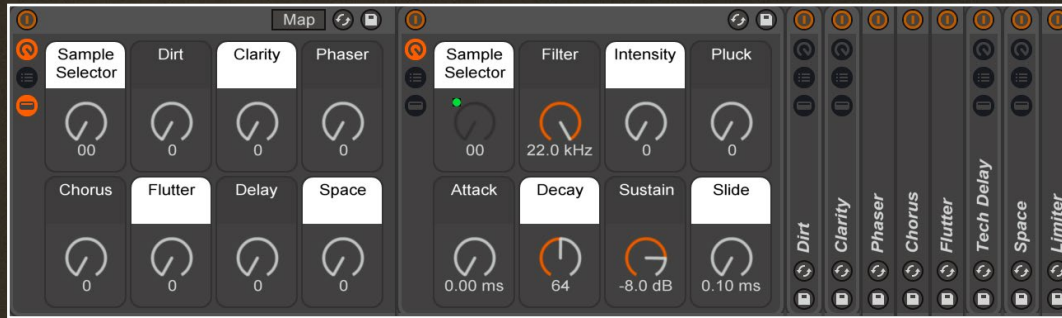 Map
Sample Selector
Dirt
Clarity
Phaser
00
0
0
0
Chorus
Flutter
Delay
Space
0
0
0
0
Sample Selector
Filter
Intensity
Pluck
00
22.0 kHz
0
0
Attack
Decay
Sustain
Slide
0.00 ms
64
-8.0 dB
0.10 ms
Dirt
Clarity
Phaser
Chorus
Flutter
Tech Delay
Space
Limiter